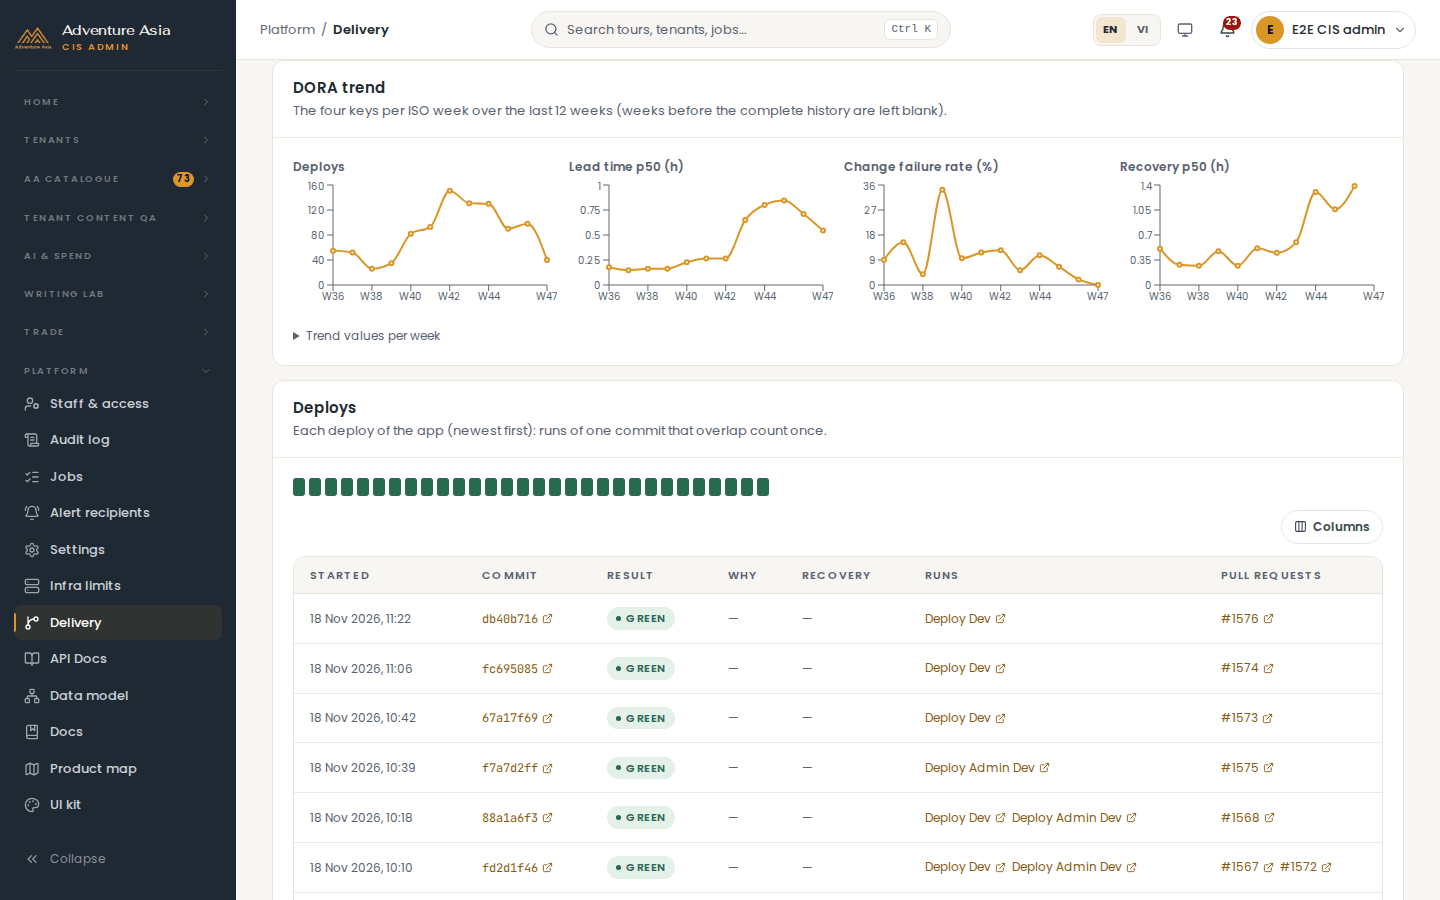 Adventure Asia
CIS ADMIN
Adventure Asia
HOME
TENANTS
AA CATALOGUE 73
TENANT CONTENT QA
AI & SPEND
WRITING LAB
TRADE
PLATFORM
Staff & access
Audit log
Jobs
Alert recipients
Settings
Infra limits
Delivery
API Docs
Data model
Docs
Product map
UI kit
Collapse
Platform / Delivery
Search tours, tenants, jobs... Ctrl K
EN VI
23
E E2E CIS admin
DORA trend
The four keys per ISO week over the last 12 weeks (weeks before the complete history are left blank).
Deploys
160
120
80
40
0
W36 W38 W40 W42 W44 W47
Lead time p50 (h)
1
0.75
0.5
0.25
0
W36 W38 W40 W42 W44 W47
Change failure rate (%)
36
27
18
9
0
W36 W38 W40 W42 W44 W47
Recovery p50 (h)
1.4
1.05
0.7
0.35
0
W36 W38 W40 W42 W44 W47
Trend values per week
Deploys
Each deploy of the app (newest first): runs of one commit that overlap count once.
Columns
STARTED COMMIT RESULT WHY RECOVERY RUNS PULL REQUESTS
18 Nov 2026, 11:22 db40b716 GREEN — — Deploy Dev #1576
18 Nov 2026, 11:06 fc695085 GREEN — — Deploy Dev #1574
18 Nov 2026, 10:42 67a17f69 GREEN — — Deploy Dev #1573
18 Nov 2026, 10:39 f7a7d2ff GREEN — — Deploy Admin Dev #1575
18 Nov 2026, 10:18 88a1a6f3 GREEN — — Deploy Dev Deploy Admin Dev #1568
18 Nov 2026, 10:10 fd2d1f46 GREEN — — Deploy Dev Deploy Admin Dev #1567 #1572